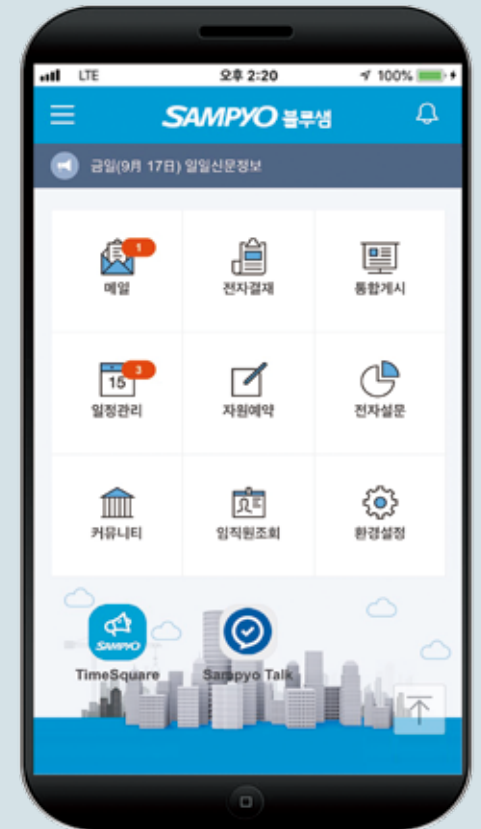 LTE 오후 2:20 100%
SAMPYO 블루샘
금일(9月 17日) 일일신문정보
1
메일 전자결재 통합게시
3
15
일정관리 자원예약 전자설문
커뮤니티 임직원조회 환경설정
SAMPYO
TimeSquare Sampyo Talk